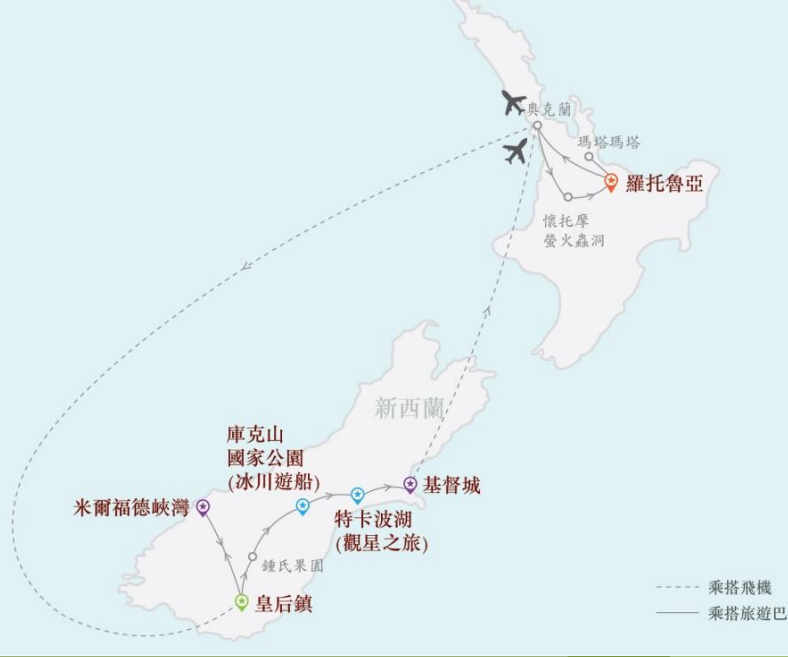 奧克蘭
瑪塔瑪塔
羅托魯亞
懷托摩
螢火蟲洞
新西蘭
庫克山
國家公園
(冰川遊船)
米爾福德峽灣
基督城
特卡波湖
(觀星之旅)
鍾氏果園
皇后鎮
乘搭飛機
乘搭旅遊巴